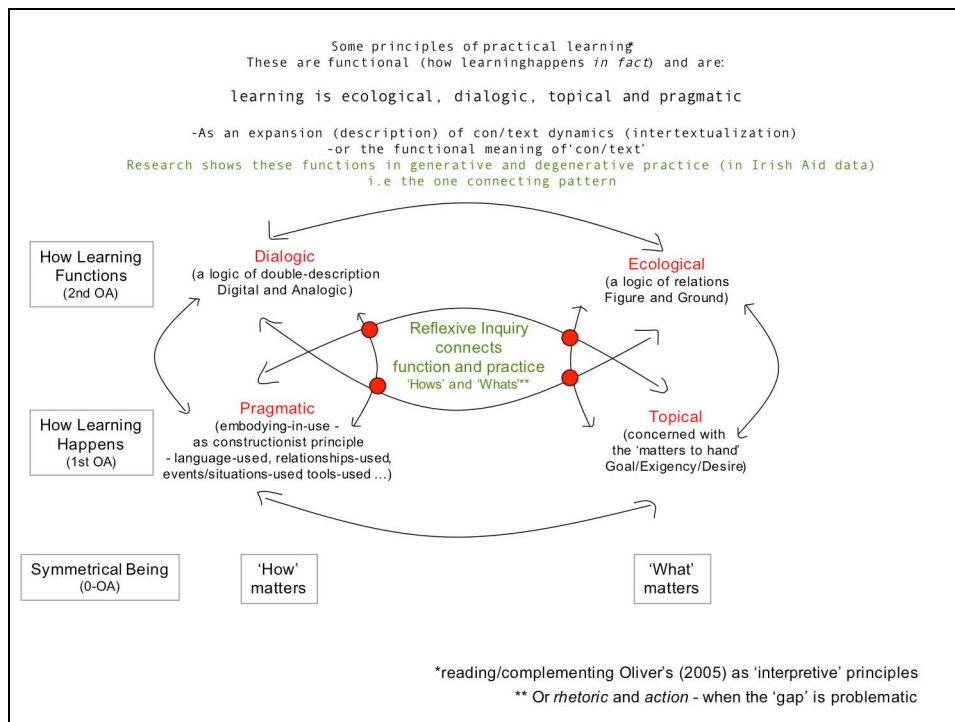 Some principles of practical learning*
These are functional (how learninghappens in fact) and are:
learning is ecological, dialogic, topical and pragmatic
-As an expansion (description) of con/text dynamics (intertextualization)
-or the functional meaning of‘con/text’
Research shows these functions in generative and degenerative practice (in Irish Aid data)
i.e the one connecting pattern
How Learning
Functions
(2nd OA)
Dialogic
(a logic of double-description
Digital and Analogic)
Ecological
(a logic of relations
Figure and Ground)
Reflexive Inquiry
connects
function and practice
‘Hows’ and ‘Whats’**
How Learning
Happens
(1st OA)
Pragmatic
(embodying-in-use -
as constructionist principle
- language-used, relationships-used,
events/situations-used tools-used ...)
Topical
(concerned with
the ‘matters to hand’
Goal/Exigency/Desire)
Symmetrical Being
(0-OA)
‘How’
matters
‘What’
matters
*reading/complementing Oliver’s (2005) as ‘interpretive’ principles
** Or rhetoric and action - when the ‘gap’ is problematic